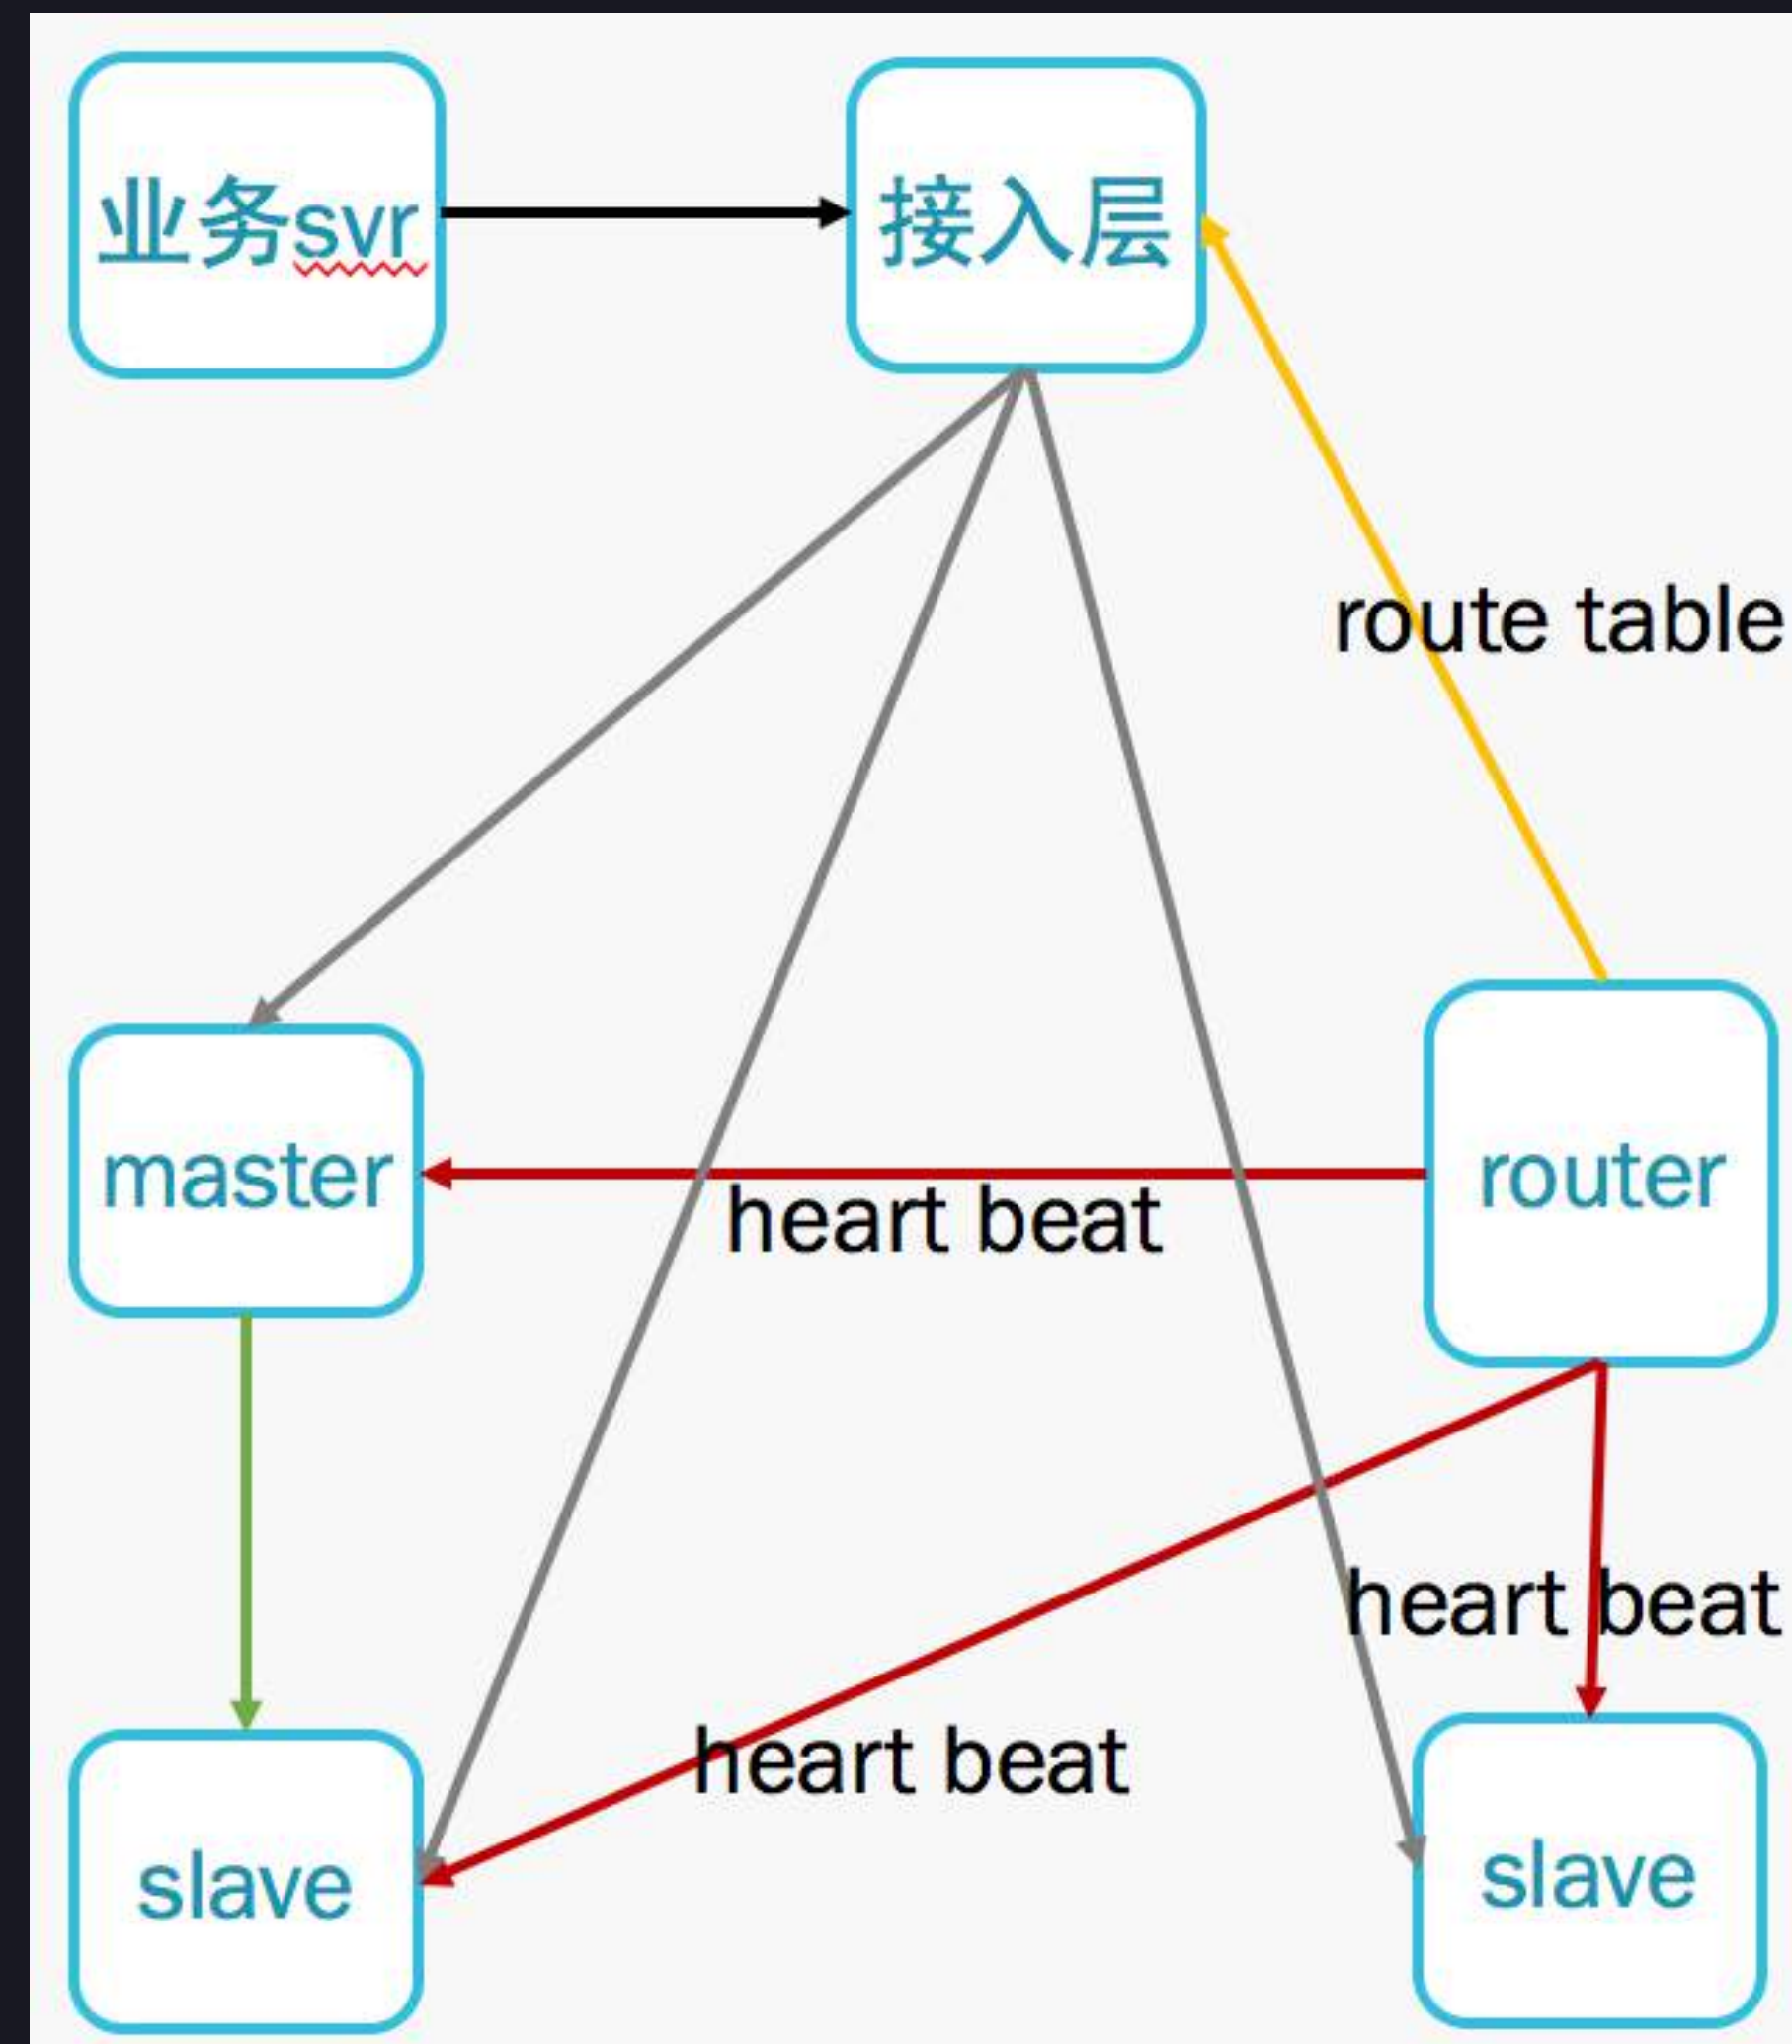 业务svr
接入层
route table
master
router
heart beat
heart beat
heart beat
slave
slave